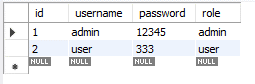 id username password role
1 admin 12345 admin
2 user 333 user
NULL NULL NULL NULL